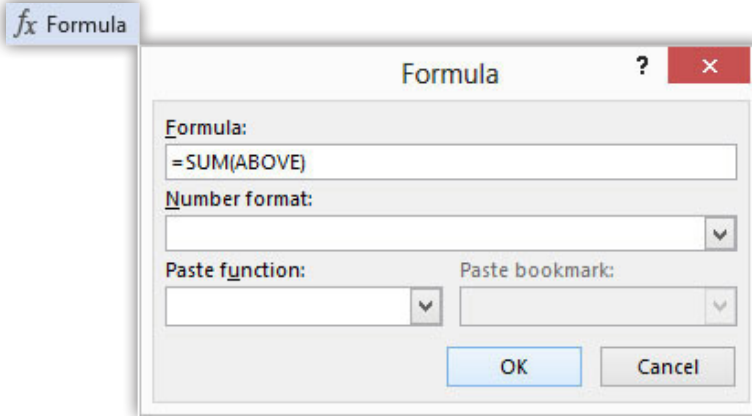 fx Formula
Formula ? ×
Formula:
=SUM(ABOVE)
Number format:
Paste function: Paste bookmark:
OK Cancel